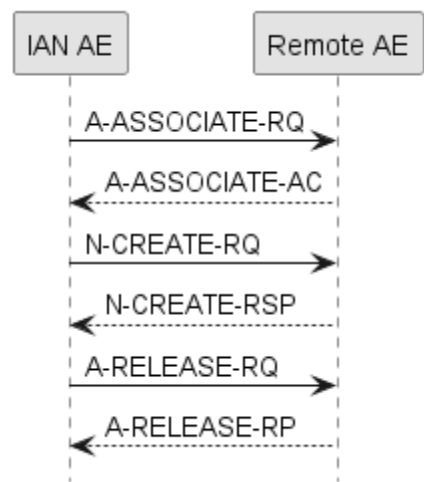 IAN AE
Remote AE
A-ASSOCIATE-RQ
A-ASSOCIATE-AC
N-CREATE-RQ
N-CREATE-RSP
A-RELEASE-RQ
A-RELEASE-RP